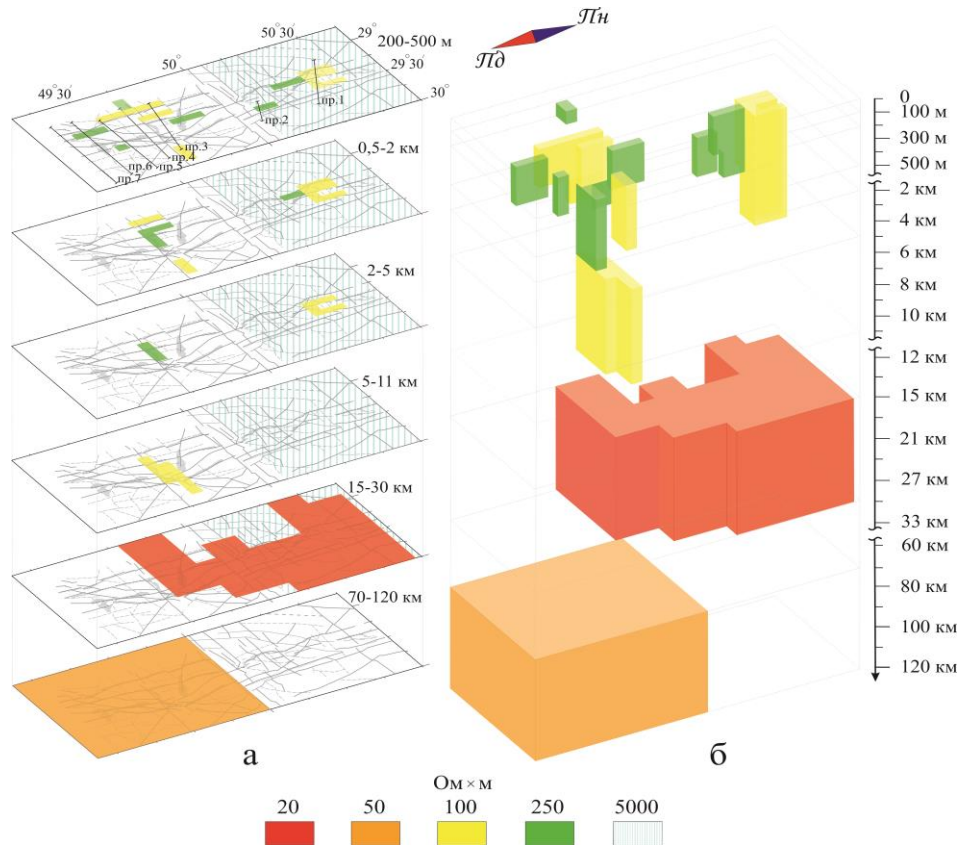 Пн
Пд
49° 30′
50°
50° 30′
29°
29° 30′
30°
200-500 м
пр.1
пр.2
пр.3
пр.4
пр.6 пр.5
пр.7
0,5-2 км
2-5 км
5-11 км
15-30 км
70-120 км
0
100 м
300 м
500 м
2 км
4 км
6 км
8 км
10 км
12 км
15 км
21 км
27 км
33 км
60 км
80 км
100 км
120 км
а
б
Ом × м
20 50 100 250 5000